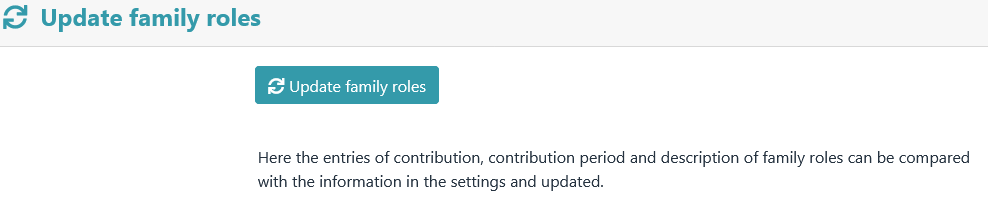 Update family roles
Update family roles
Here the entries of contribution, contribution period and description of family roles can be compared
with the information in the settings and updated.